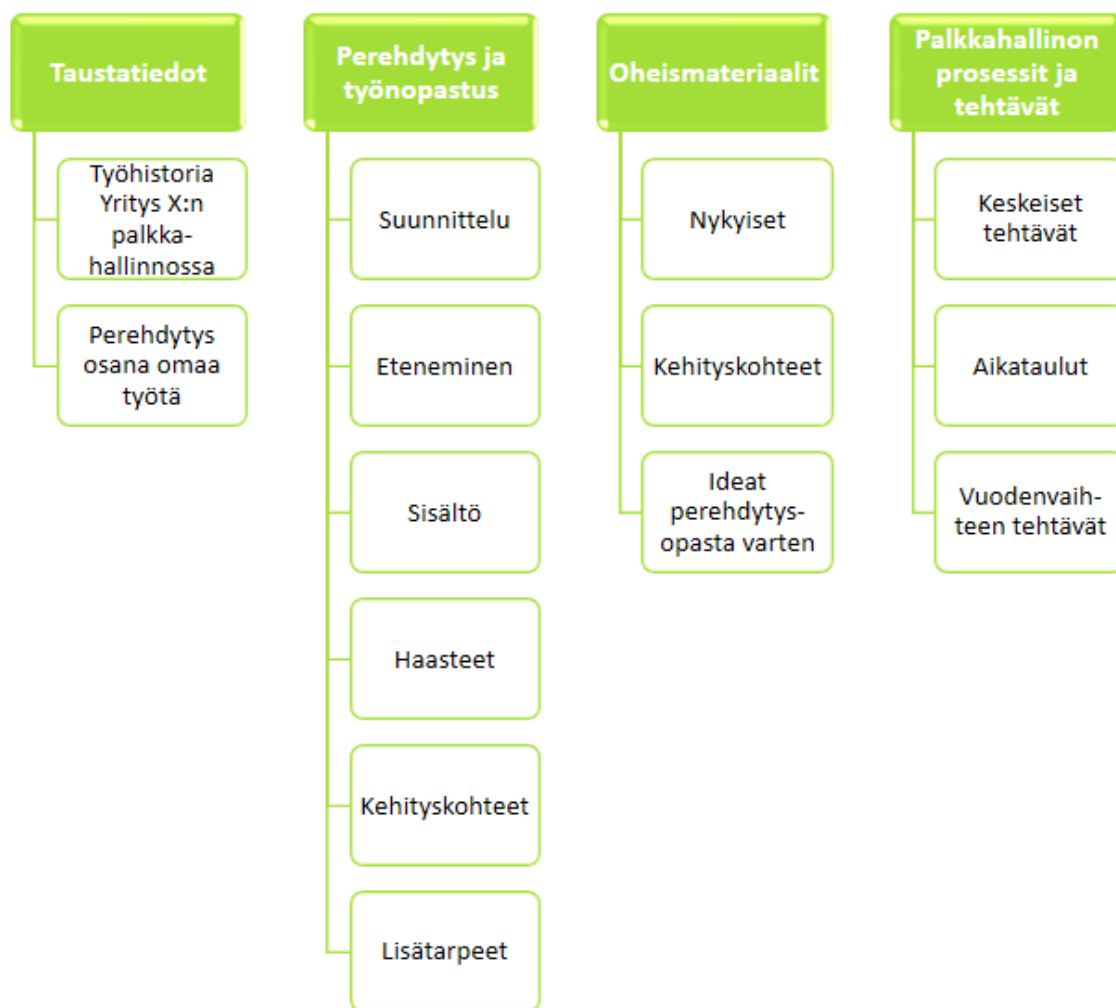 Taustatiedot
Työhistoria
Yritys X:n
palkka-
hallinnossa
Perehdytys
osana omaa
työtä
Perehdytys ja
työnopastus
Suunnittelu
Eteneminen
Sisältö
Haasteet
Kehityskohteet
Lisätarpeet
Oheismateriaalit
Nykyiset
Kehityskohteet
Ideat
perehdytys-
opasta varten
Palkkahallinon
prosessit ja
tehtävät
Keskeiset
tehtävät
Aikataulut
Vuodenvaih-
teen tehtävät